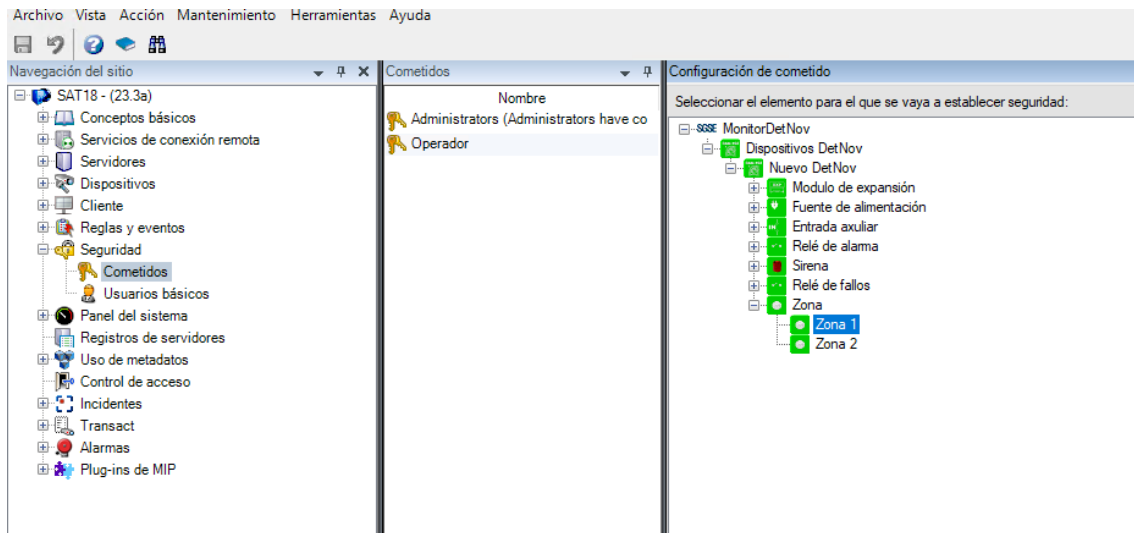 Archivo Vista Acción Mantenimiento Herramientas Ayuda
Navegación del sitio
SAT18 - (23.3a)
Conceptos básicos
Servicios de conexión remota
Servidores
Dispositivos
Cliente
Reglas y eventos
Seguridad
Cometidos
Usuarios básicos
Panel del sistema
Registros de servidores
Uso de metadatos
Control de acceso
Incidentes
Transact
Alarmas
Plug-ins de MIP
Cometidos
Nombre
Administrators (Administrators have co
Operador
Configuración de cometido
Seleccionar el elemento para el que se vaya a establecer seguridad:
SGSE MonitorDetNov
Dispositivos DetNov
Nuevo DetNov
Modulo de expansión
Fuente de alimentación
Entrada axuliar
Relé de alarma
Sirena
Relé de fallos
Zona
Zona 1
Zona 2